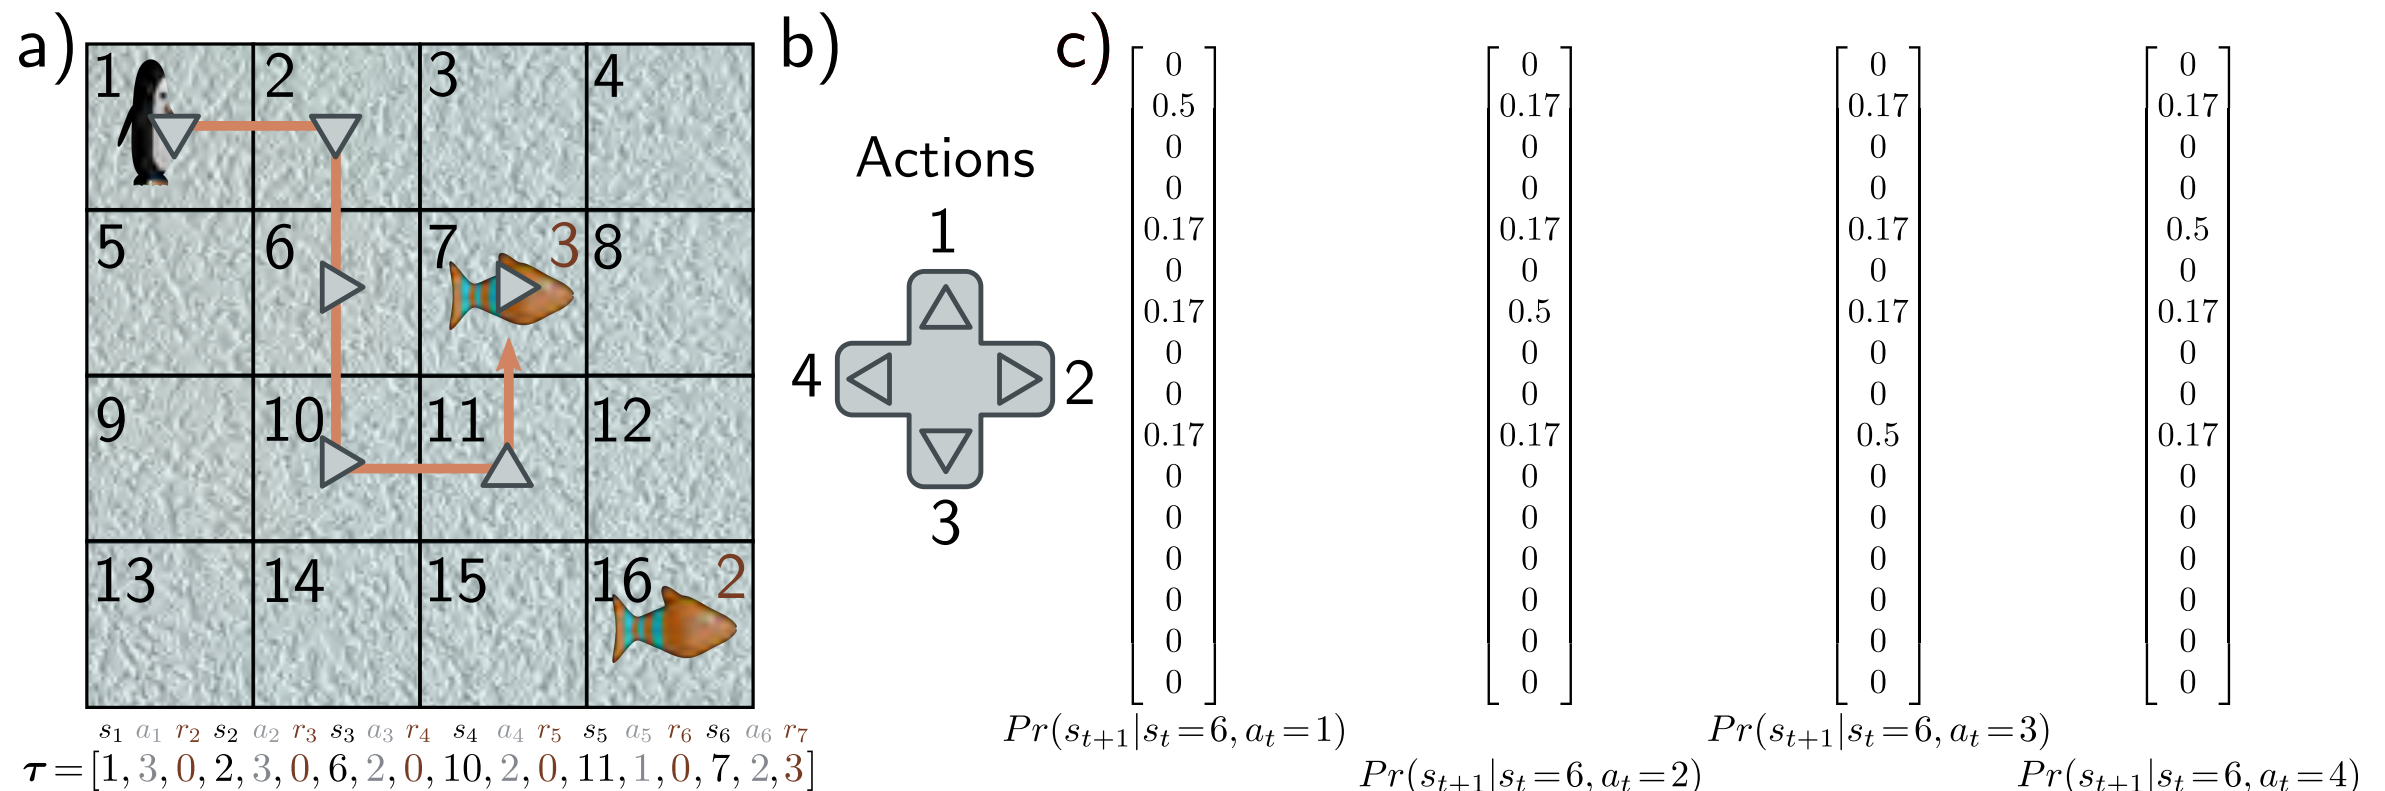 a)
1 2 3 4
5 6 7 3 8
9 10 11 12
13 14 15 16 2
s₁ a₁ r₂ s₂ a₂ r₃ s₃ a₃ r₄ s₄ a₄ r₅ s₅ a₅ r₆ s₆ a₆ r₇
τ=[1,3,0,2,3,0,6,2,0,10,2,0,11,1,0,7,2,3]
b)
Actions
1
4 2
3
c)
0 0 0 0
0.5 0.17 0.17 0.17
0 0 0 0
0 0 0 0
0.17 0.17 0.17 0.5
0 0 0 0
0.17 0.5 0.17 0.17
0 0 0 0
0 0 0 0
0.17 0.17 0.5 0.17
0 0 0 0
0 0 0 0
0 0 0 0
0 0 0 0
0 0 0 0
0 0 0 0
Pr(sₜ₊₁|sₜ=6, aₜ=1)
Pr(sₜ₊₁|sₜ=6, aₜ=2)
Pr(sₜ₊₁|sₜ=6, aₜ=3)
Pr(sₜ₊₁|sₜ=6, aₜ=4)